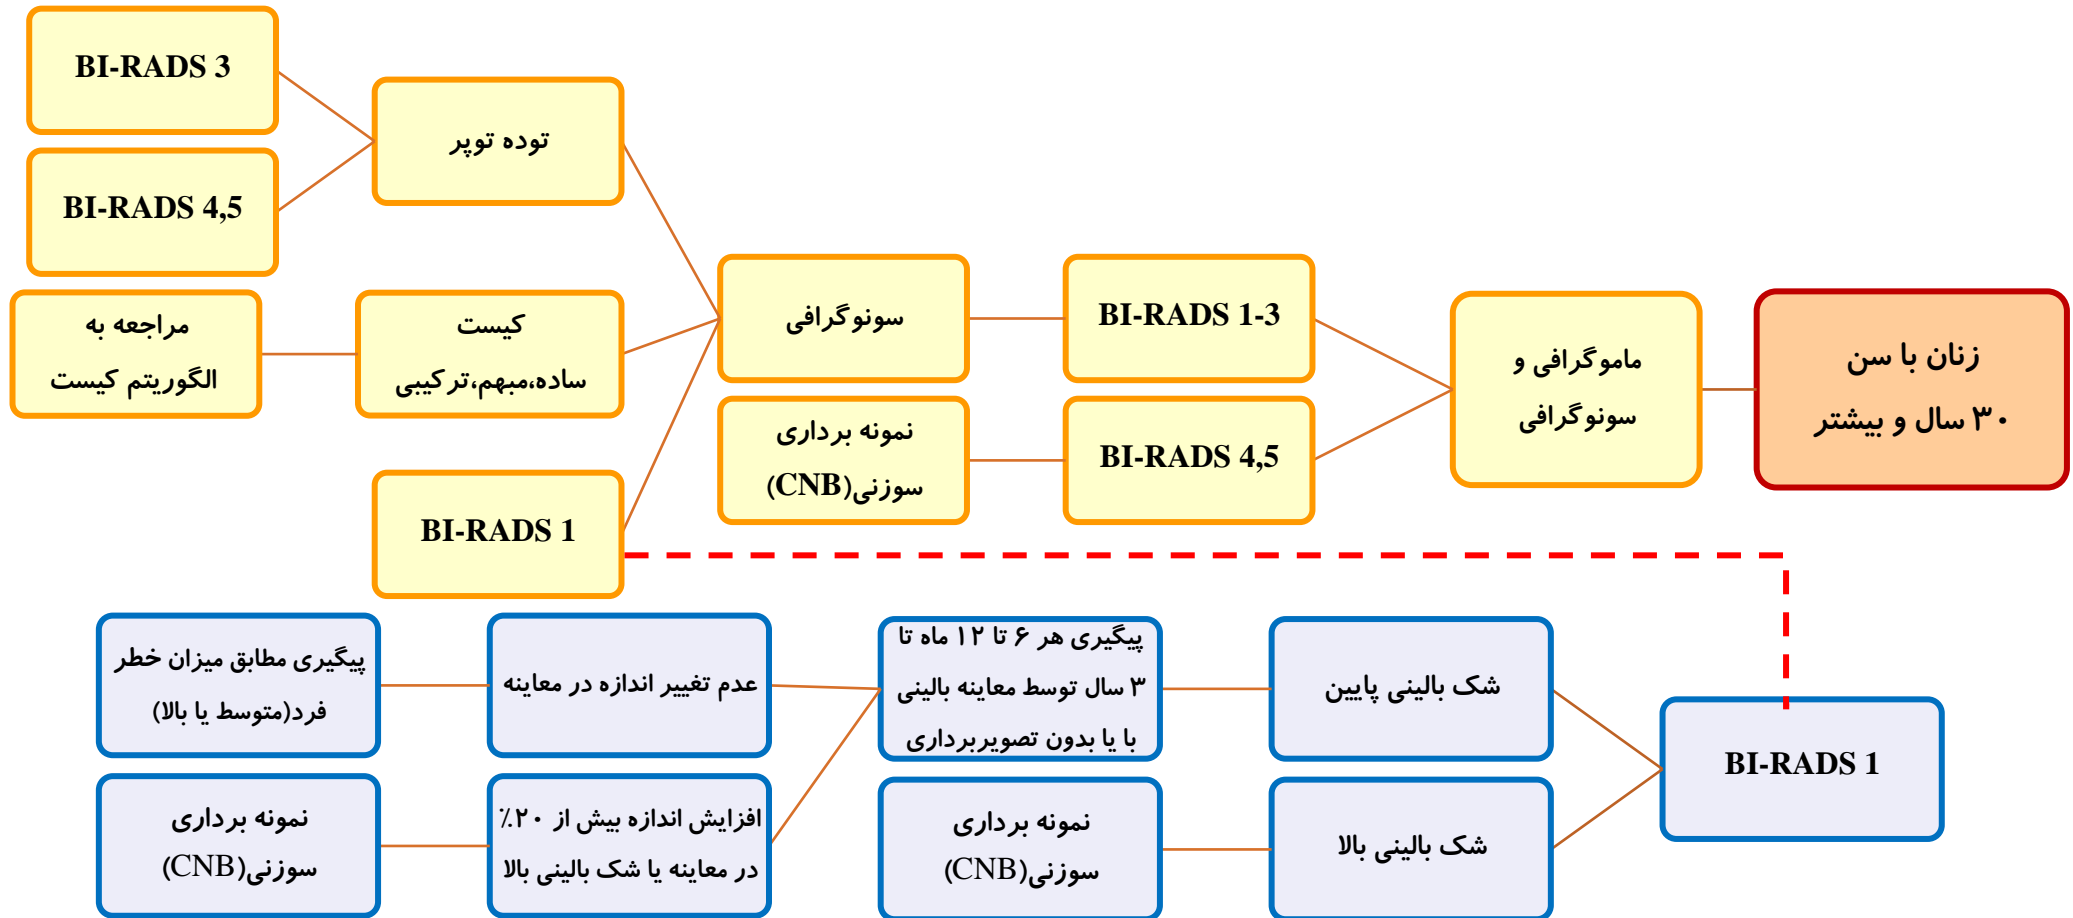 زنان با سن
۳۰ سال و بیشتر
ماموگرافی و
سونوگرافی
BI-RADS 1-3
BI-RADS 4,5
سونوگرافی
نمونه برداری
سوزنی(CNB)
توده توپر
کیست
ساده،مبهم،ترکیبی
BI-RADS 1
BI-RADS 3
BI-RADS 4,5
مراجعه به
الگوریتم کیست
BI-RADS 1
شک بالینی پایین
شک بالینی بالا
پیگیری هر ۶ تا ۱۲ ماه تا
۳ سال توسط معاینه بالینی
با یا بدون تصویربرداری
نمونه برداری
سوزنی(CNB)
عدم تغییر اندازه در معاینه
افزایش اندازه بیش از ۲۰٪
در معاینه یا شک بالینی بالا
پیگیری مطابق میزان خطر
فرد(متوسط یا بالا)
نمونه برداری
سوزنی(CNB)